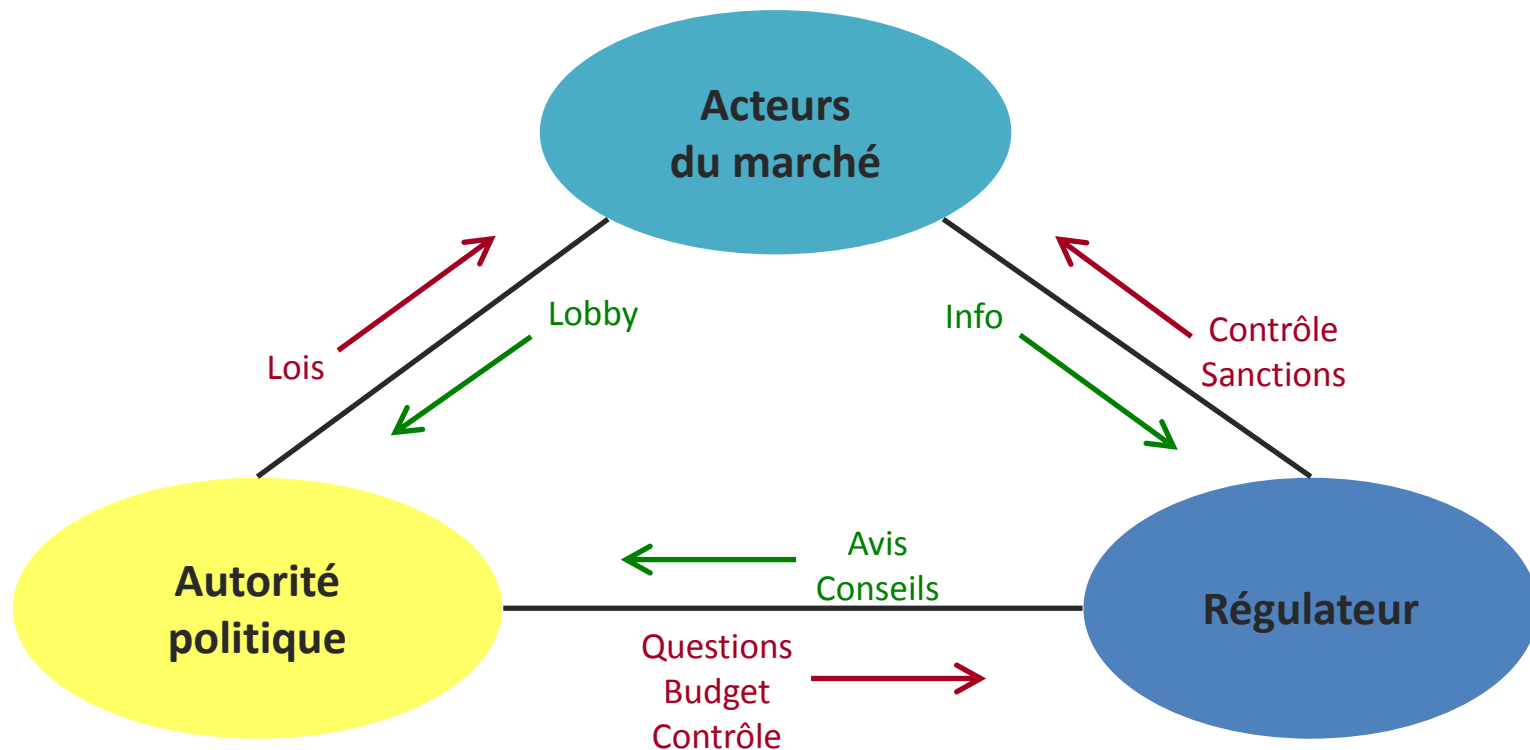 Acteurs
du marché
Lois
Lobby
Info
Contrôle
Sanctions
Autorité
politique
Avis
Conseils
Régulateur
Questions
Budget
Contrôle